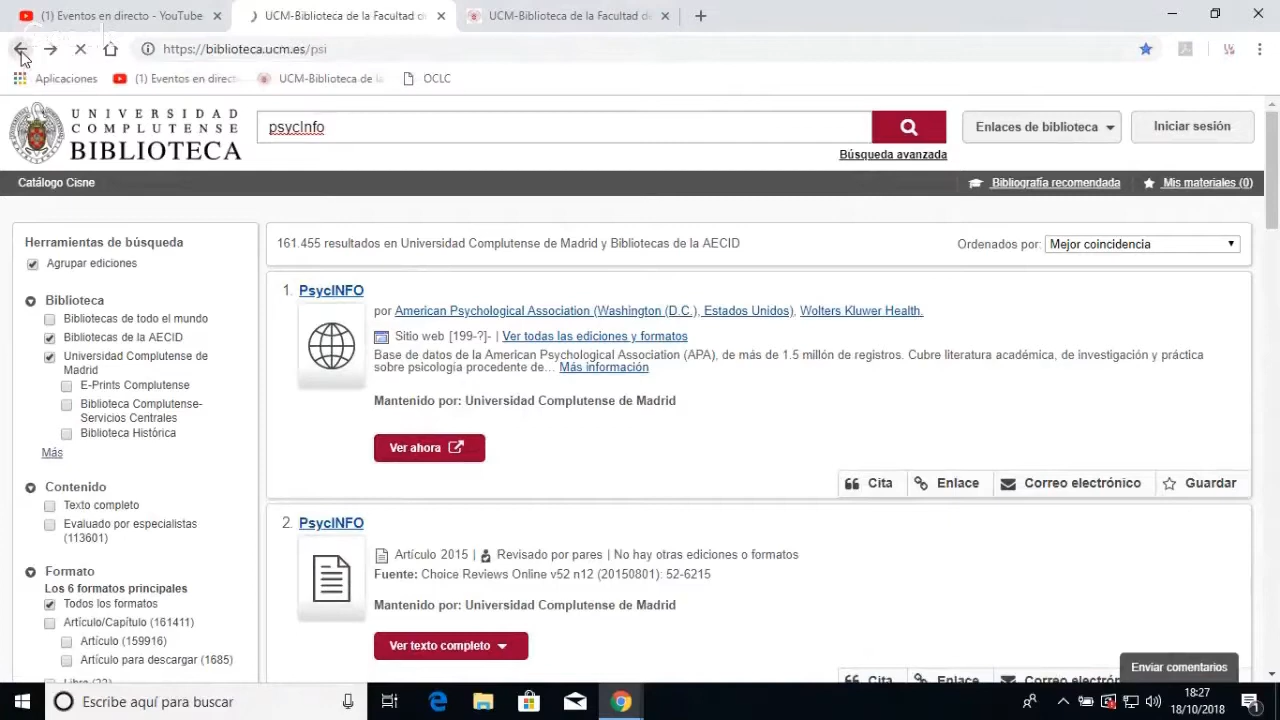 (1) Eventos en directo - YouTube
UCM-Biblioteca de la Facultad d
UCM-Biblioteca de la Facultad de
https://biblioteca.ucm.es/psi
Aplicaciones
(1) Eventos en direct
UCM-Biblioteca de la
OCLC
UNIVERSIDAD
COMPLUTENSE
BIBLIOTECA
psycInfo
Enlaces de biblioteca
Iniciar sesión
Búsqueda avanzada
Catálogo Cisne
Bibliografía recomendada
Mis materiales (0)
Herramientas de búsqueda
Agrupar ediciones
Biblioteca
Bibliotecas de todo el mundo
Bibliotecas de la AECID
Universidad Complutense de
Madrid
E-Prints Complutense
Biblioteca Complutense-
Servicios Centrales
Biblioteca Histórica
Más
Contenido
Texto completo
Evaluado por especialistas
(113601)
Formato
Los 6 formatos principales
Todos los formatos
Artículo/Capítulo (161411)
Artículo (159916)
Artículo para descargar (1685)
Libro (22)
161.455 resultados en Universidad Complutense de Madrid y Bibliotecas de la AECID
Ordenados por: Mejor coincidencia
1. PsycINFO
por American Psychological Association (Washington (D.C.), Estados Unidos), Wolters Kluwer Health.
Sitio web [199-?]- | Ver todas las ediciones y formatos
Base de datos de la American Psychological Association (APA), de más de 1.5 millón de registros. Cubre literatura académica, de investigación y práctica
sobre psicología procedente de... Más información
Mantenido por: Universidad Complutense de Madrid
Ver ahora
Cita
Enlace
Correo electrónico
Guardar
2. PsycINFO
Artículo 2015 | Revisado por pares | No hay otras ediciones o formatos
Fuente: Choice Reviews Online v52 n12 (20150801): 52-6215
Mantenido por: Universidad Complutense de Madrid
Ver texto completo
Enviar comentarios
Cita
Enlace
Correo electrón
Escribe aquí para buscar
18:27
18/10/2018